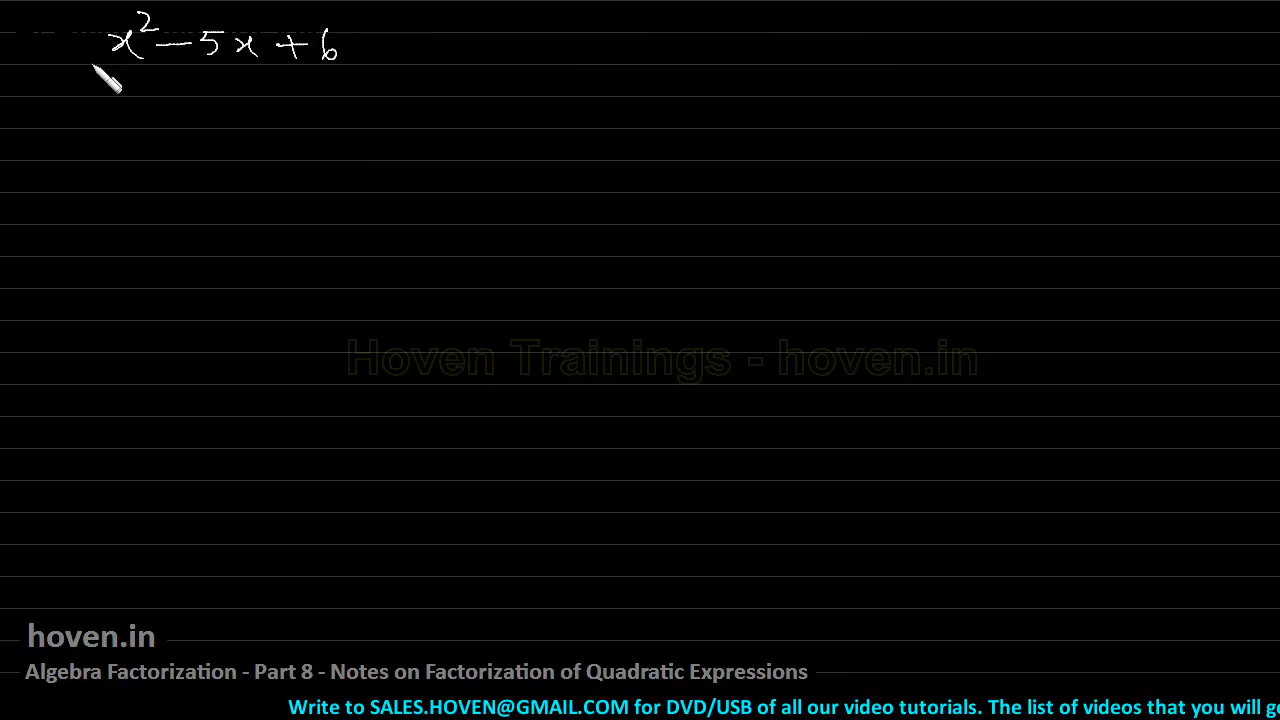 x² – 5x + 6
Hoven Trainings - hoven.in
hoven.in
Algebra Factorization - Part 8 - Notes on Factorization of Quadratic Expressions
Write to SALES.HOVEN@GMAIL.COM for DVD/USB of all our video tutorials. The list of videos that you will